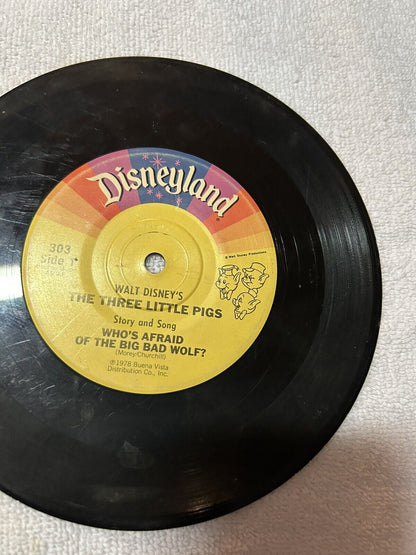 Disneyland
© Walt Disney Productions
303
Side 1
WALT DISNEY'S
THE THREE LITTLE PIGS
Story and Song
WHO'S AFRAID
OF THE BIG BAD WOLF?
(Morey/Churchill)
℗1978 Buena Vista
Distribution Co., Inc.